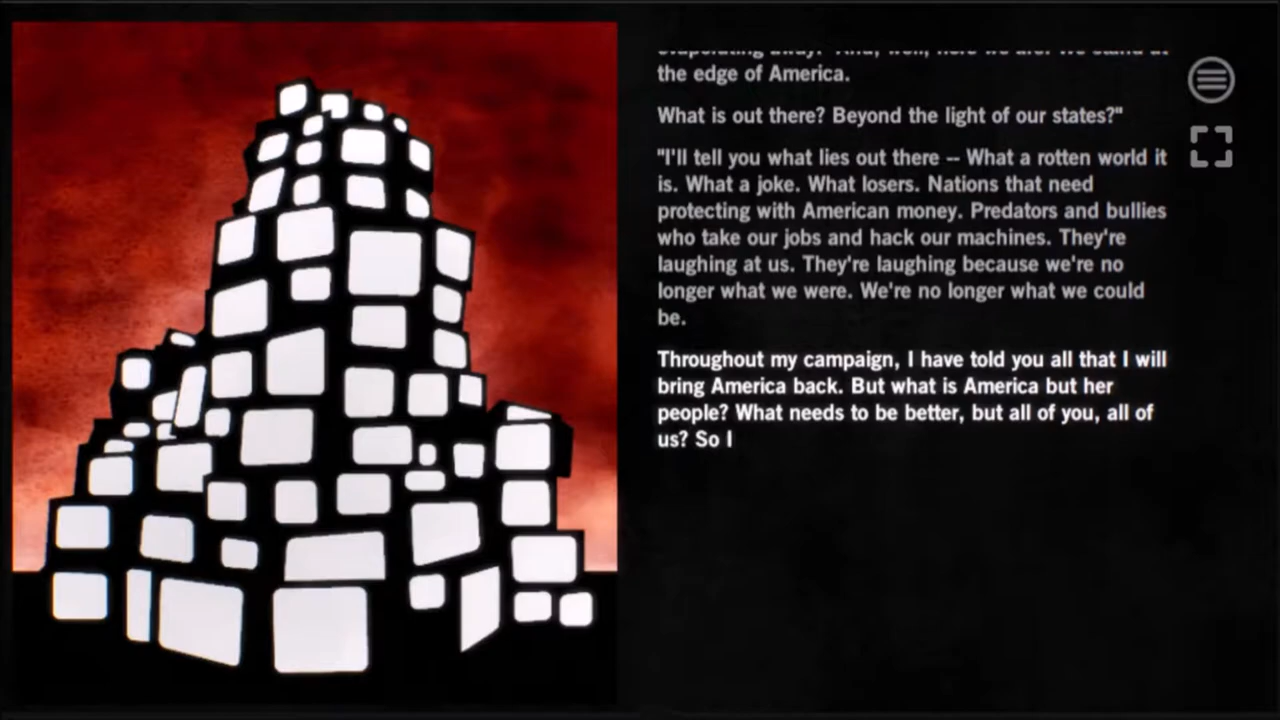 the edge of America.
What is out there? Beyond the light of our states?"
"I'll tell you what lies out there -- What a rotten world it
is. What a joke. What losers. Nations that need
protecting with American money. Predators and bullies
who take our jobs and hack our machines. They're
laughing at us. They're laughing because we're no
longer what we were. We're no longer what we could
be.
Throughout my campaign, I have told you all that I will
bring America back. But what is America but her
people? What needs to be better, but all of you, all of
us? So I